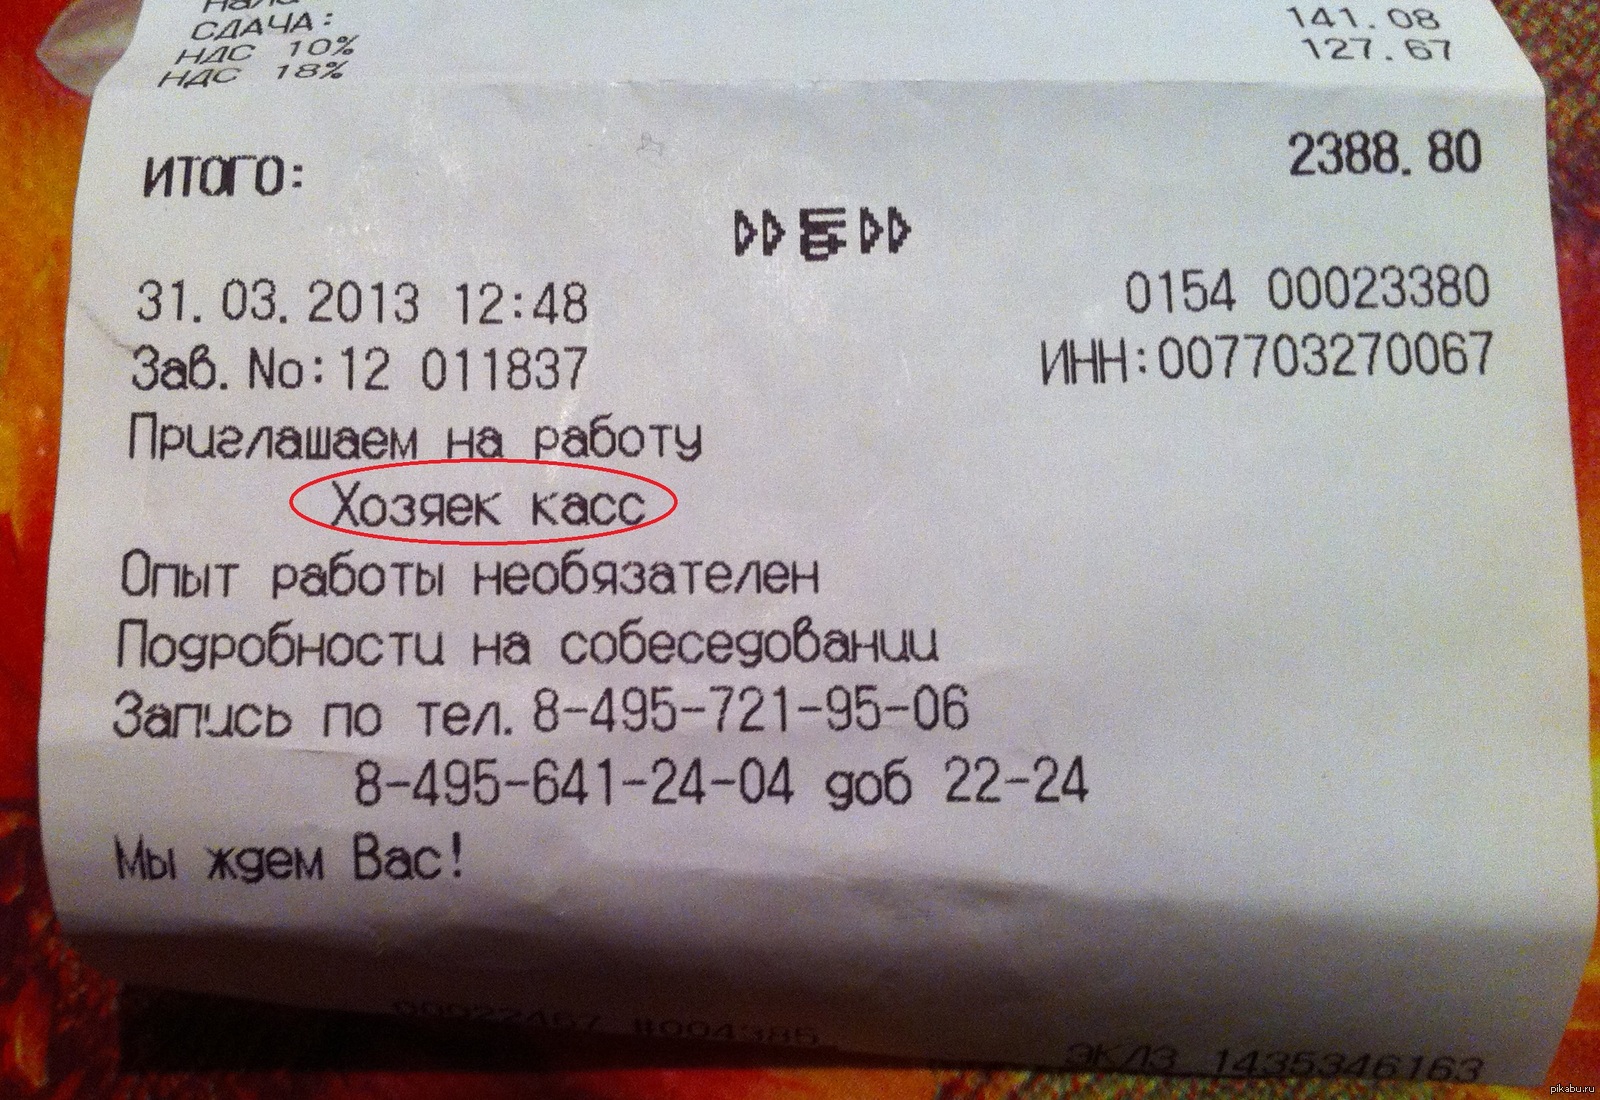 СДАЧА:
НДС 10% 141.08
НДС 18% 127.67
ИТОГО: 2388.80
31.03.2013 12:48 0154 00023380
Зав. No:12 011837 ИНН:007703270067
Приглашаем на работу
Хозяек касс
Опыт работы необязателен
Подробности на собеседовании
Запись по тел. 8-495-721-95-06
8-495-641-24-04 доб 22-24
Мы ждем Вас!
00022467 #004385
ЭКЛЗ 1435346163
pikabu.ru